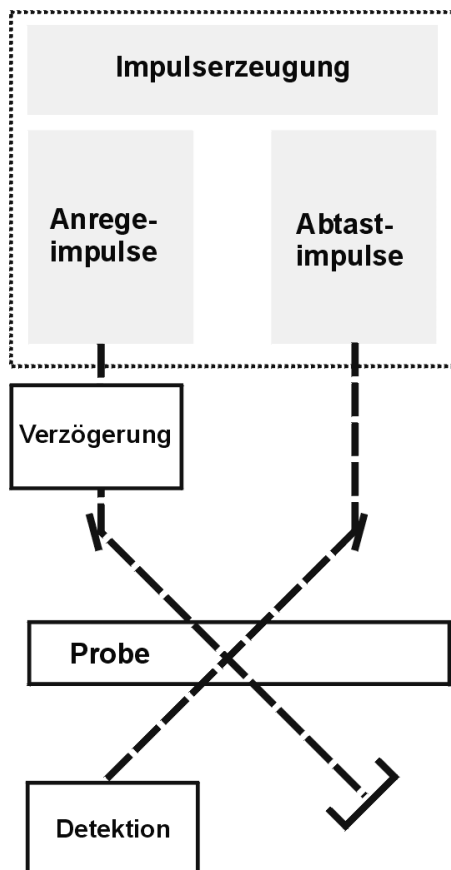 Impulserzeugung
Anrege-
impulse
Abtast-
impulse
Verzögerung
Probe
Detektion